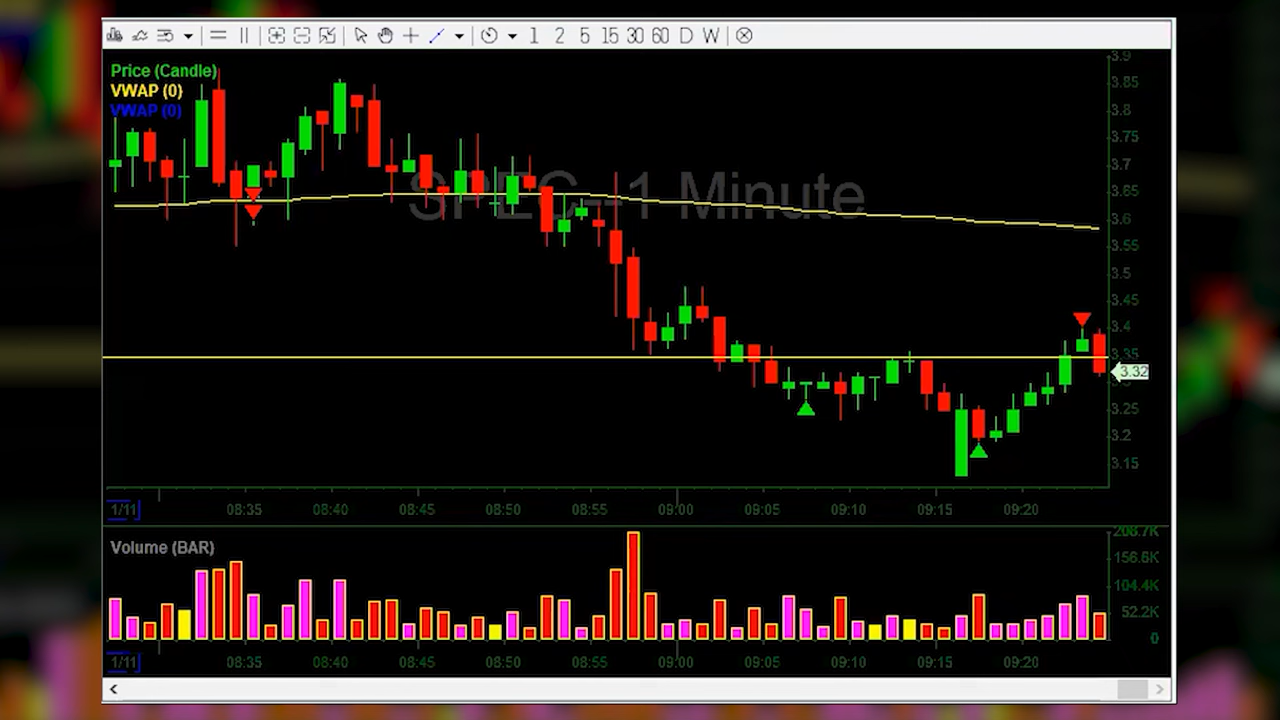 1 2 5 15 30 60 D W
Price (Candle)
VWAP (0)
VWAP (0)
SPEC--1 Minute
3.9
3.85
3.8
3.75
3.7
3.65
3.6
3.55
3.5
3.45
3.4
3.35
3.32
3.25
3.2
3.15
1/11 08:35 08:40 08:45 08:50 08:55 09:00 09:05 09:10 09:15 09:20
Volume (BAR)
208.7K
156.6K
104.4K
52.2K
0
1/11 08:35 08:40 08:45 08:50 08:55 09:00 09:05 09:10 09:15 09:20